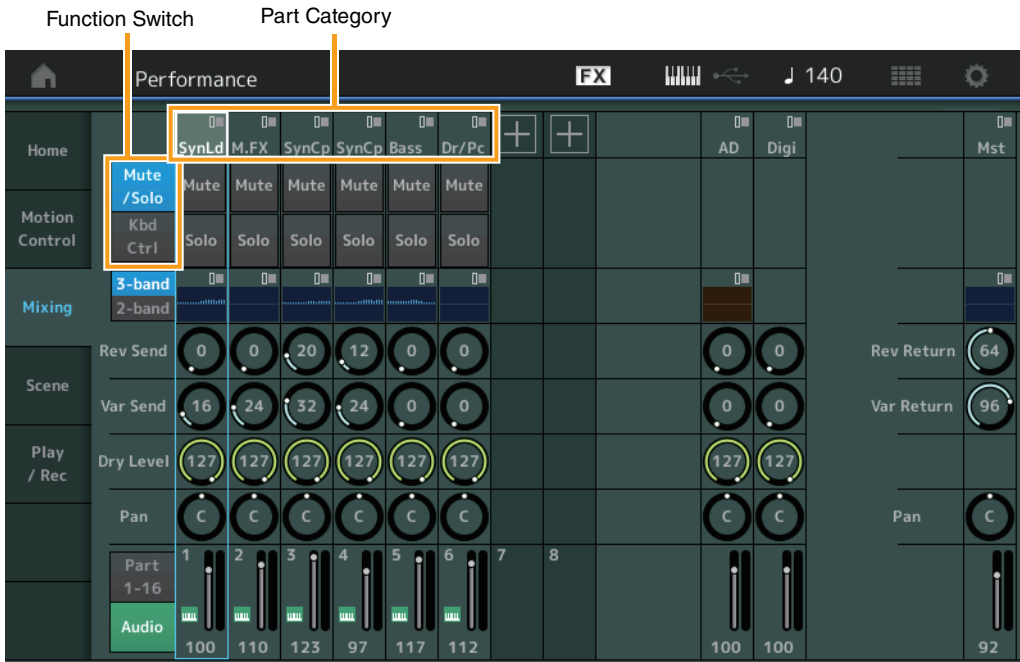 Function Switch Part Category
Performance FX 140
SynLd M.FX SynCp SynCp Bass Dr/Pc AD Digi Mst
Home
Mute
/Solo
Mute Mute Mute Mute Mute Mute
Motion
Control
Kbd
Ctrl
Solo Solo Solo Solo Solo Solo
3-band
2-band
Mixing
Rev Send 0 0 20 12 0 0 0 0 Rev Return 64
Scene
Var Send 16 24 32 24 0 0 0 0 Var Return 96
Play
/ Rec
Dry Level 127 127 127 127 127 127 127 127
Pan C C C C C C C C Pan C
1 2 3 4 5 6 7 8
Part
1-16
Audio
100 110 123 97 117 112 100 100 92